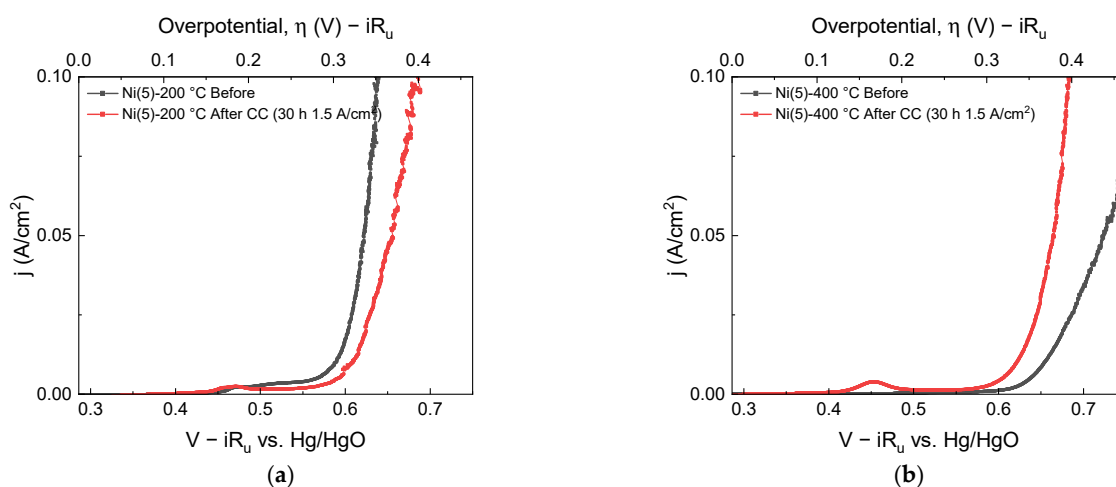 Overpotential, η (V) − iRᵤ
0.0 0.1 0.2 0.3 0.4
0.10
Ni(5)-200 °C Before
Ni(5)-200 °C After CC (30 h 1.5 A/cm²)
j (A/cm²)
0.05
0.00
0.3 0.4 0.5 0.6 0.7
V − iRᵤ vs. Hg/HgO
(a)
Overpotential, η (V) − iRᵤ
0.0 0.1 0.2 0.3 0.4
0.10
Ni(5)-400 °C Before
Ni(5)-400 °C After CC (30 h 1.5 A/cm²)
j (A/cm²)
0.05
0.00
0.3 0.4 0.5 0.6 0.7
V − iRᵤ vs. Hg/HgO
(b)